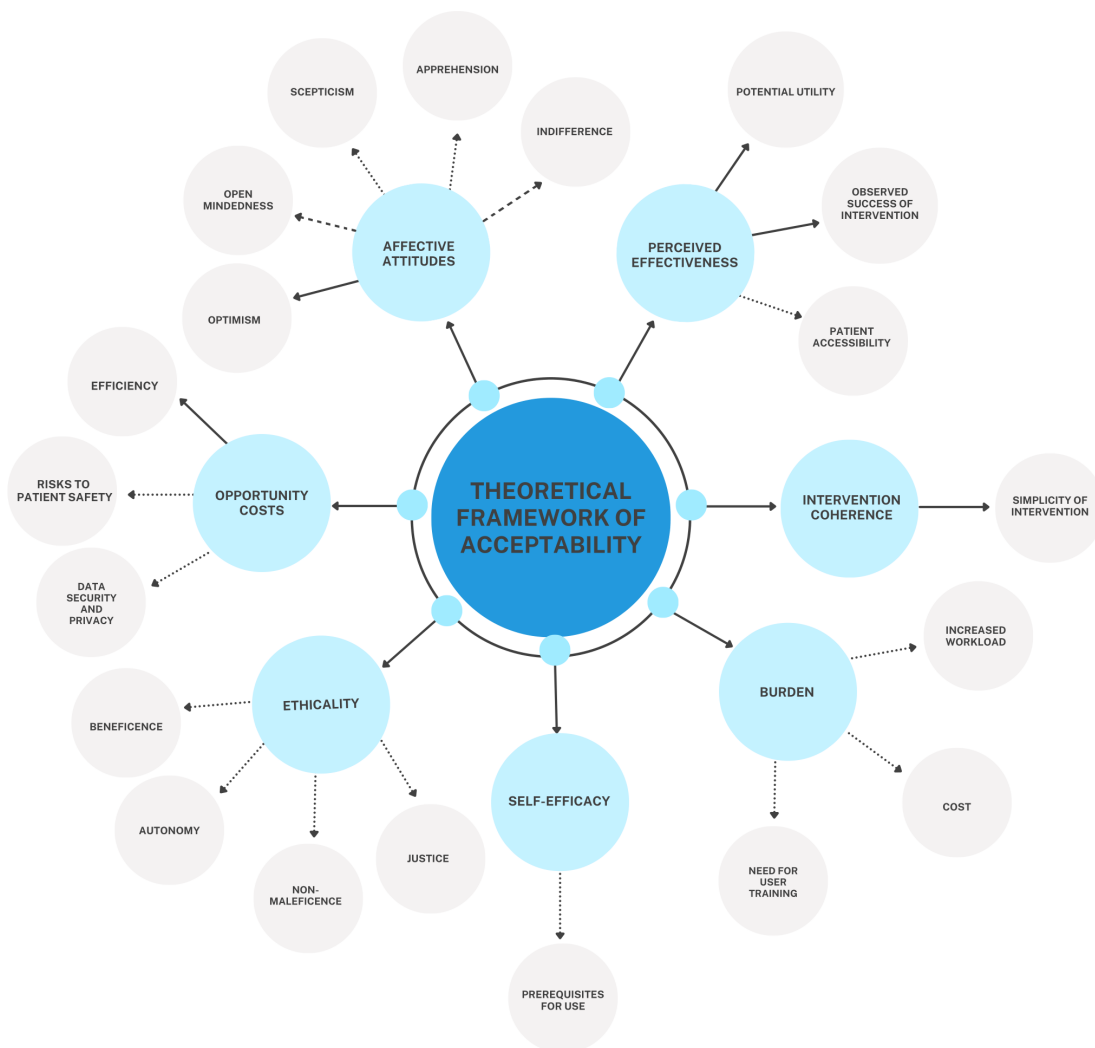 APPREHENSION
SCEPTICISM
POTENTIAL UTILITY
INDIFFERENCE
OPEN
MINDEDNESS
OBSERVED
SUCCESS OF
INTERVENTION
AFFECTIVE
ATTITUDES
PERCEIVED
EFFECTIVENESS
OPTIMISM
PATIENT
ACCESSIBILITY
EFFICIENCY
RISKS TO
PATIENT SAFETY
OPPORTUNITY
COSTS
THEORETICAL
FRAMEWORK OF
ACCEPTABILITY
INTERVENTION
COHERENCE
SIMPLICITY OF
INTERVENTION
DATA
SECURITY
AND
PRIVACY
INCREASED
WORKLOAD
BURDEN
ETHICALITY
BENEFICENCE
SELF-EFFICACY
COST
AUTONOMY
JUSTICE
NON-
MALEFICENCE
NEED FOR
USER
TRAINING
PREREQUISITES
FOR USE